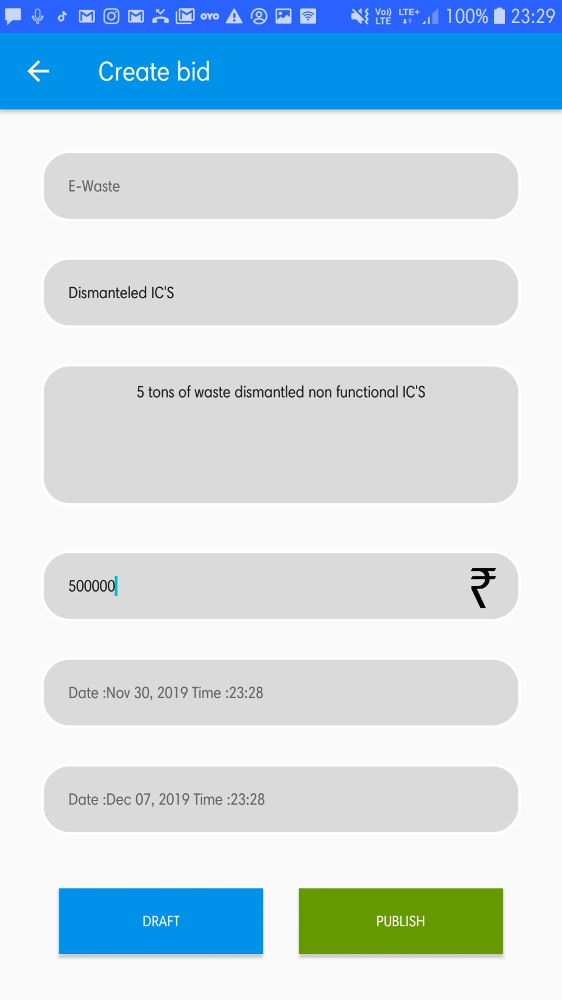 OYO Vo)) LTE LTE+ 100% 23:29
Create bid
E-Waste
Dismanteled IC'S
5 tons of waste dismantled non functional IC'S
500000 ₹
Date :Nov 30, 2019 Time :23:28
Date :Dec 07, 2019 Time :23:28
DRAFT PUBLISH